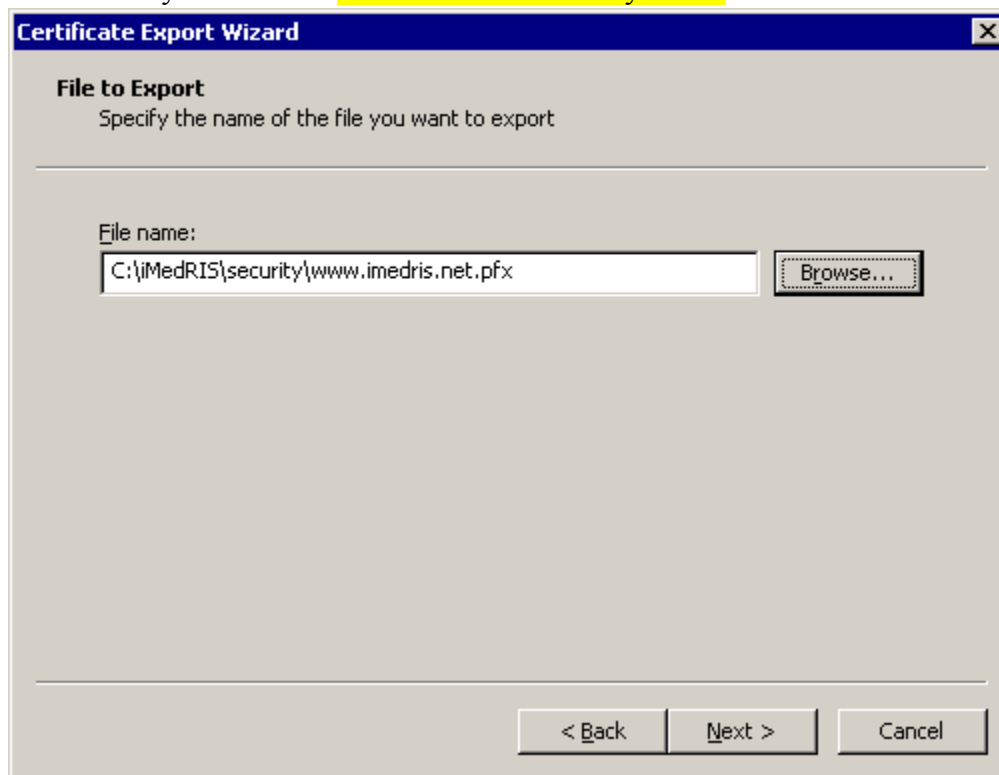 Certificate Export Wizard
File to Export
Specify the name of the file you want to export
File name:
C:\iMedRIS\security\www.imedris.net.pfx
Browse...
< Back
Next >
Cancel